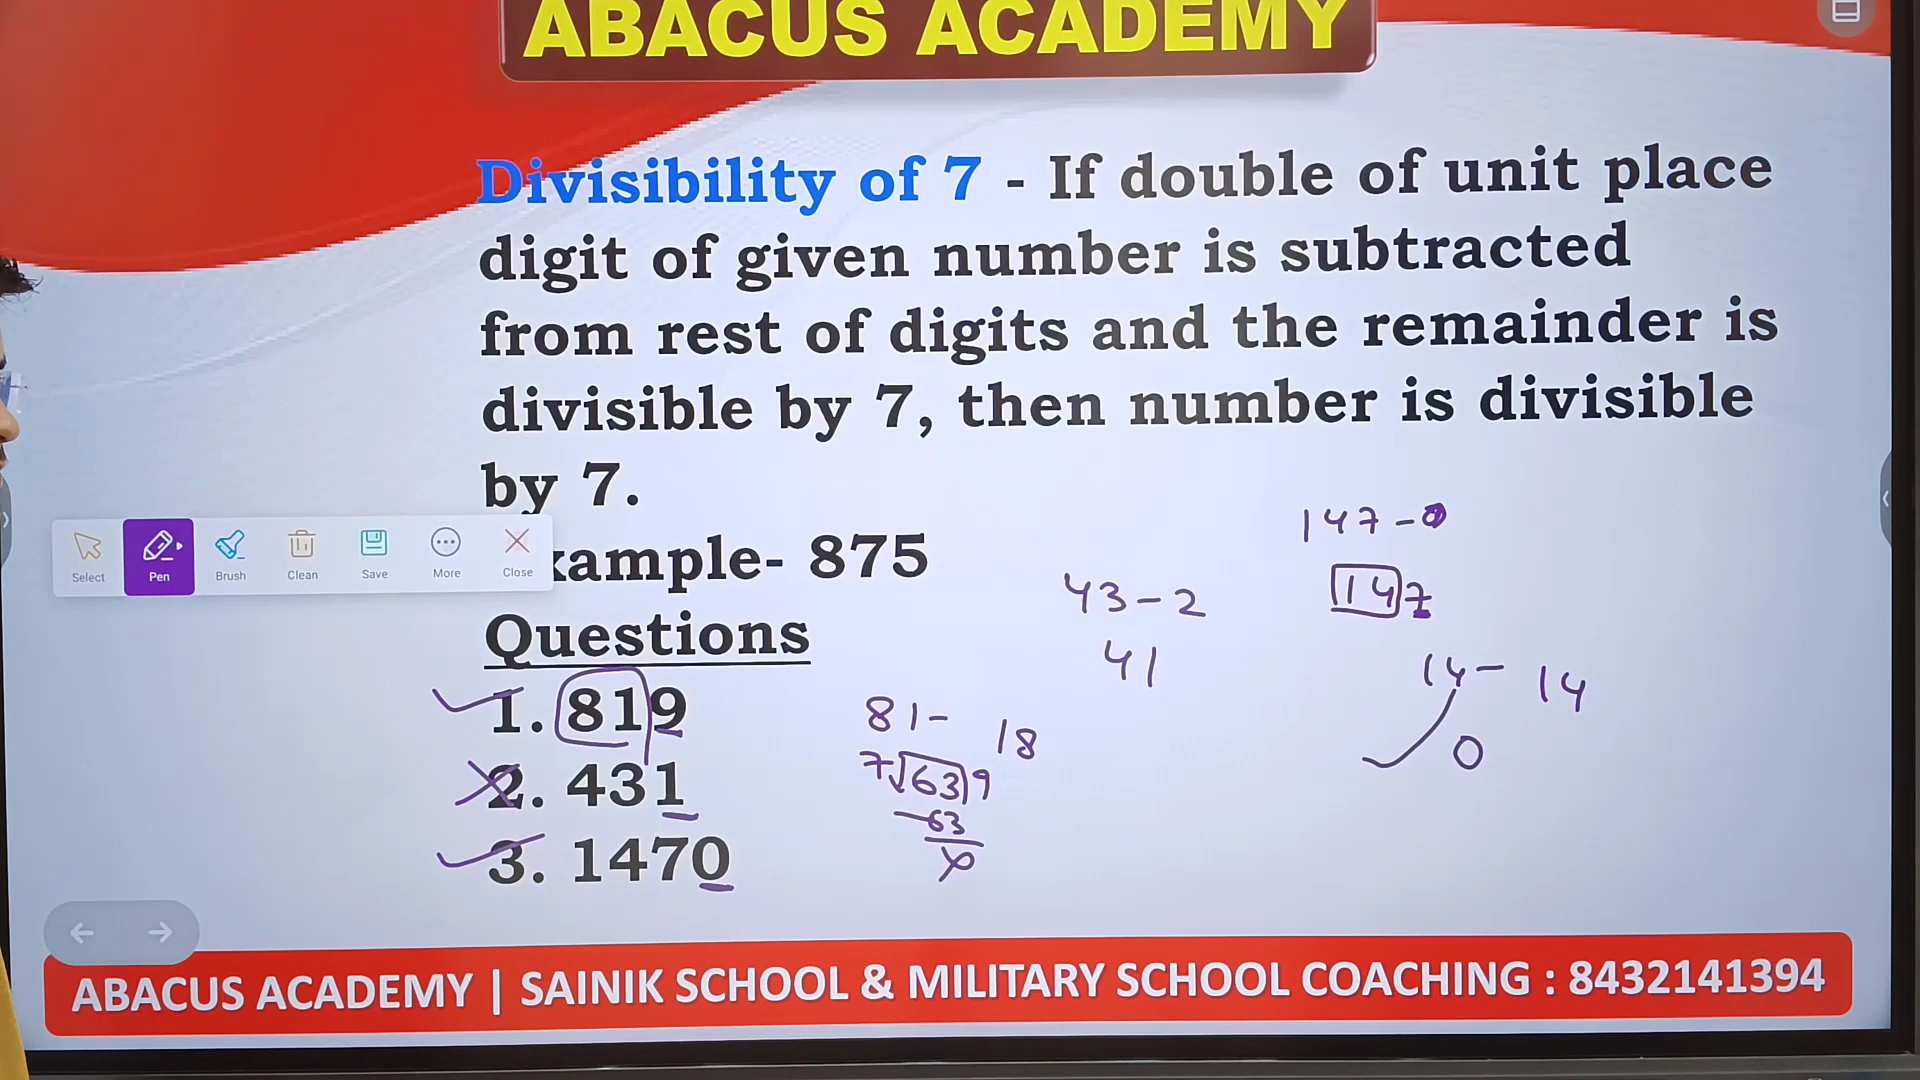 ABACUS ACADEMY
Divisibility of 7 - If double of unit place
digit of given number is subtracted
from rest of digits and the remainder is
divisible by 7, then number is divisible
by 7.
Select Pen Brush Clean Save More Close
xample- 875
Questions
1. 819
2. 431
3. 1470
81- 18
7√63 9
-63
43-2
41
147-0
147
14- 14
0
ABACUS ACADEMY | SAINIK SCHOOL & MILITARY SCHOOL COACHING : 8432141394